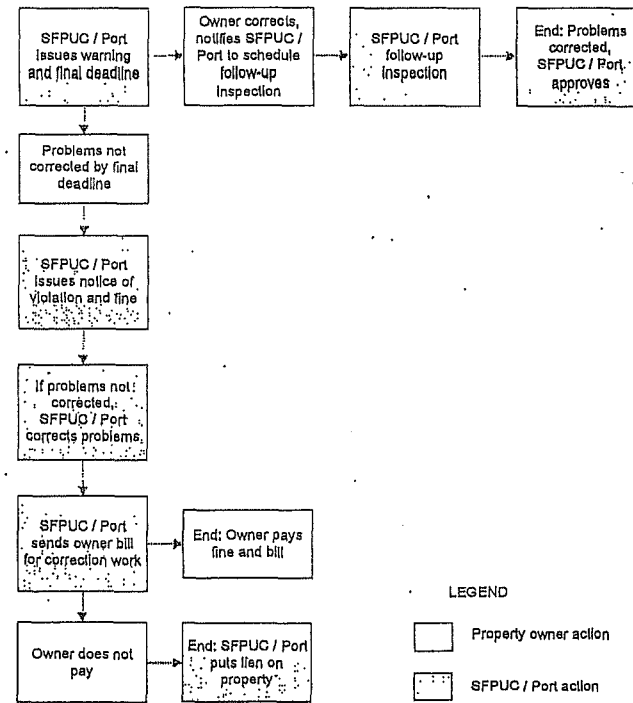 SFPUC / Port
issues warning
and final deadline
Owner corrects,
notifies SFPUC /
Port to schedule
follow-up
inspection
SFPUC / Port
follow-up
inspection
End: Problems
corrected,
SFPUC / Port
approves
Problems not
corrected by final
deadline
SFPUC / Port
issues notice of
violation and fine
If problems not
corrected,
SFPUC / Port
corrects problems
SFPUC / Port
sends owner bill
for correction work
End: Owner pays
fine and bill
Owner does not
pay
End: SFPUC / Port
puts lien on
property
LEGEND
Property owner action
SFPUC / Port action